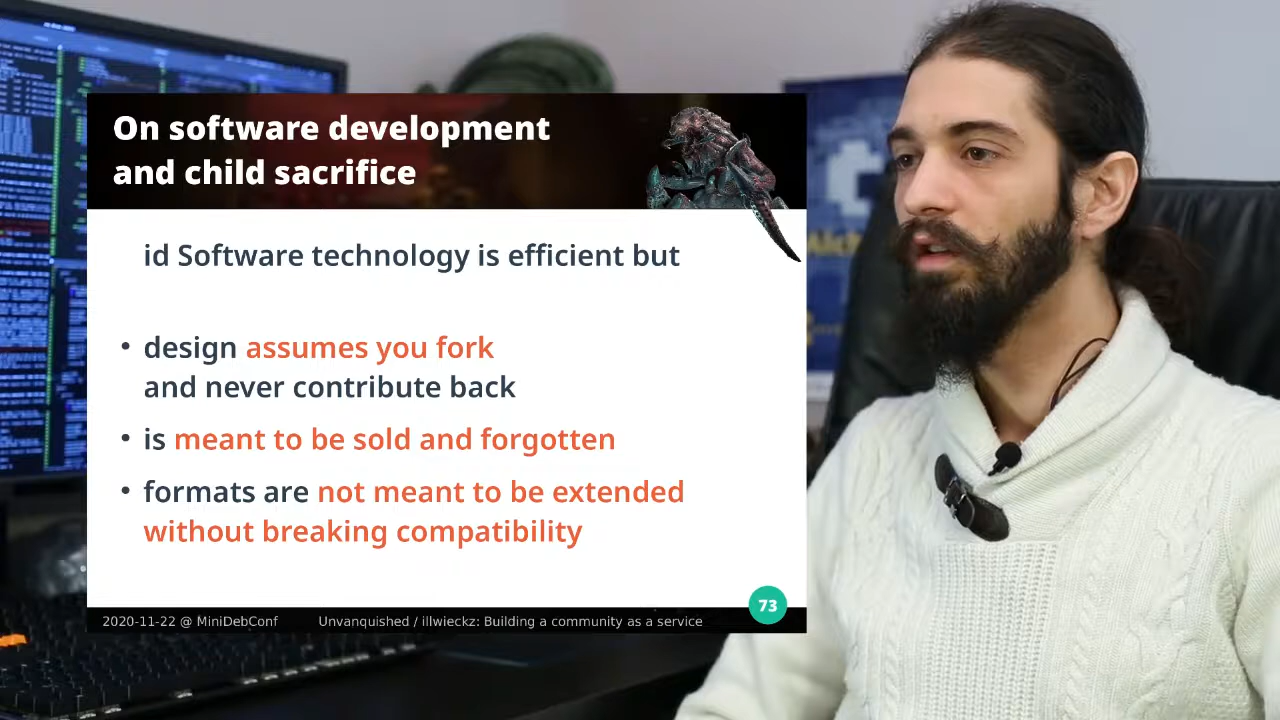 On software development
and child sacrifice
id Software technology is efficient but
• design assumes you fork
and never contribute back
• is meant to be sold and forgotten
• formats are not meant to be extended
without breaking compatibility
73
2020-11-22 @ MiniDebConf Unvanquished / illwieckz: Building a community as a service